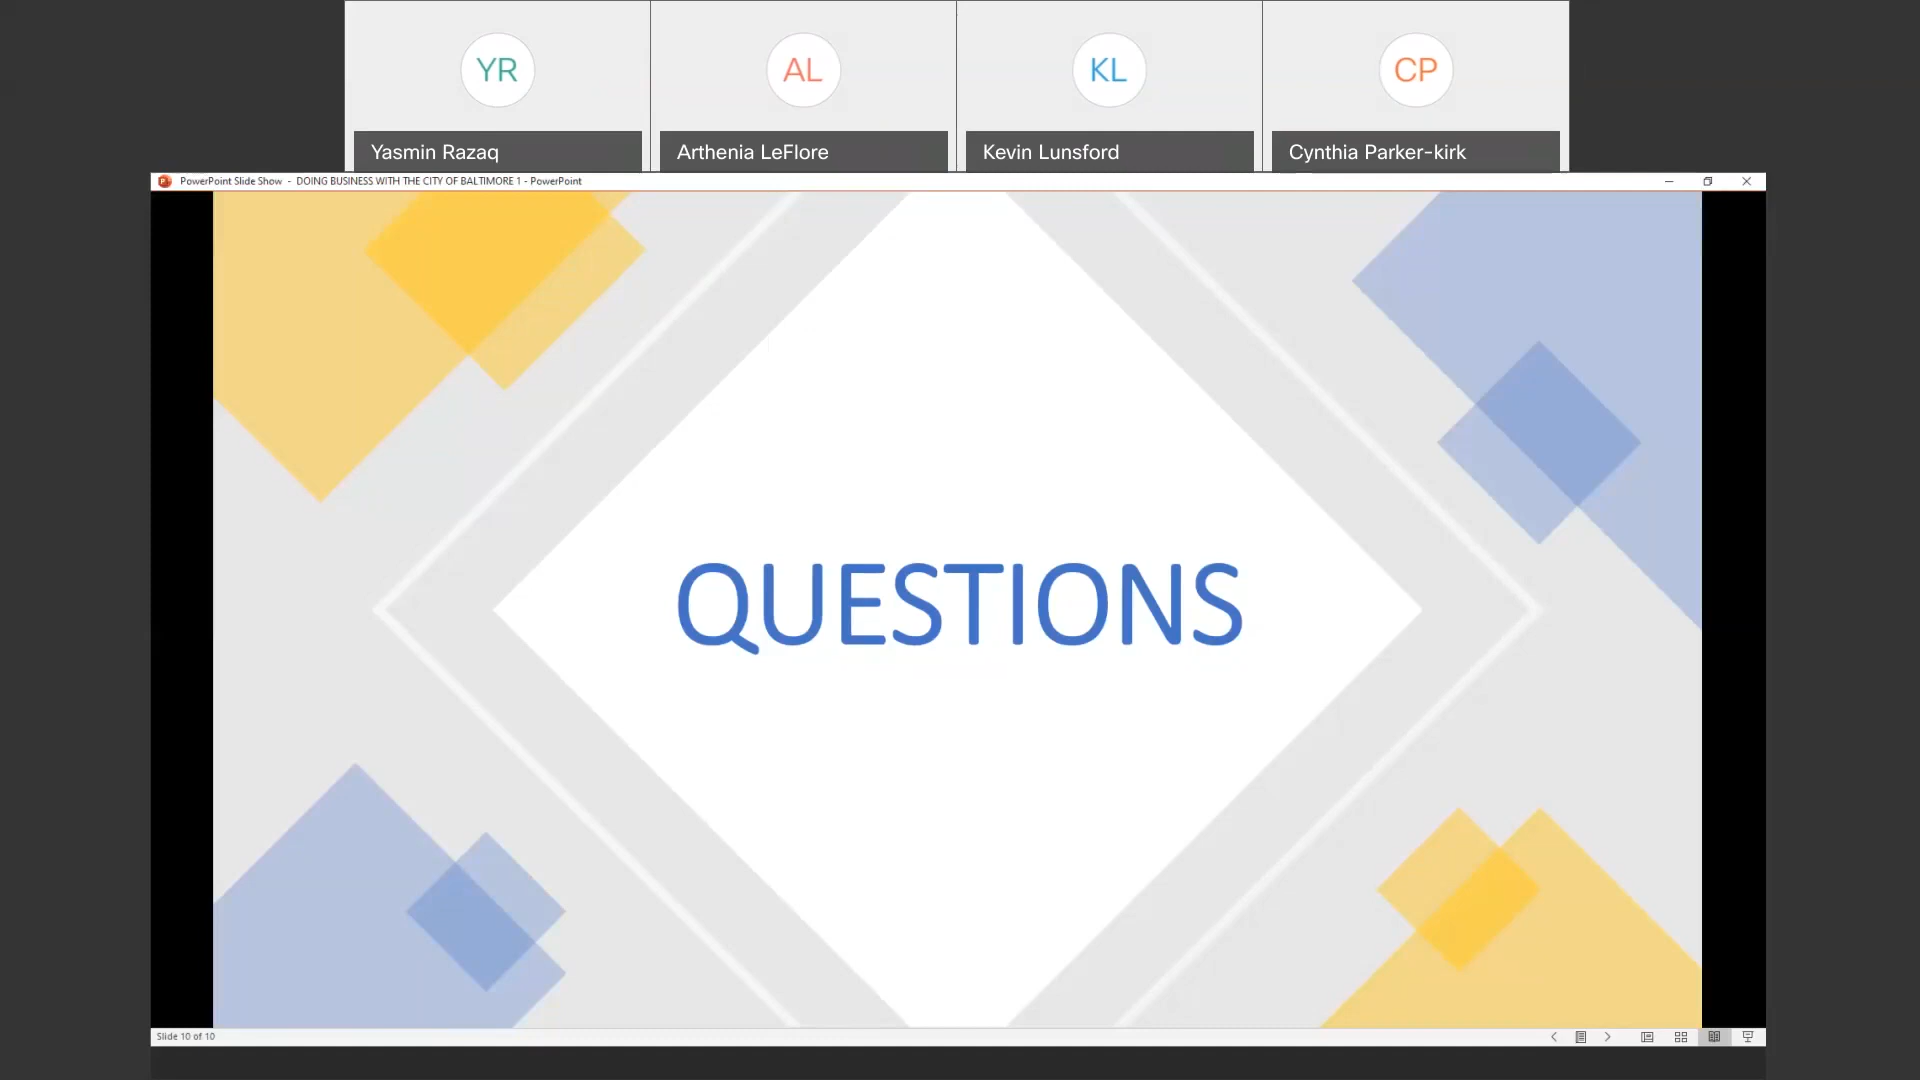 YR
AL
KL
CP
Yasmin Razaq
Arthenia LeFlore
Kevin Lunsford
Cynthia Parker-kirk
PowerPoint Slide Show - DOING BUSINESS WITH THE CITY OF BALTIMORE 1 - PowerPoint
QUESTIONS
Slide 10 of 10